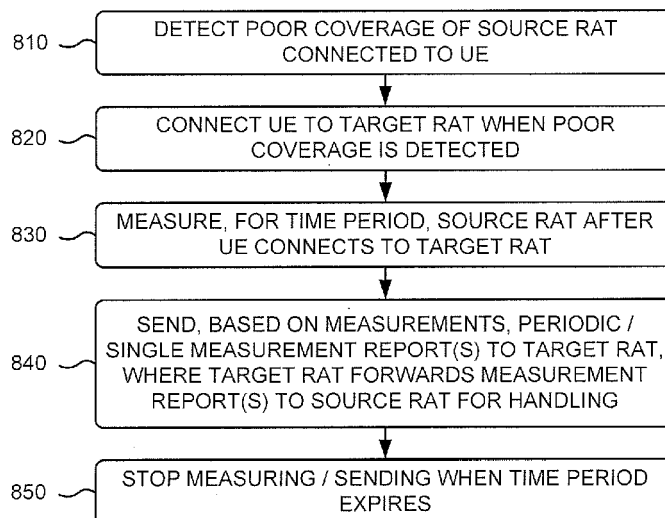 810
DETECT POOR COVERAGE OF SOURCE RAT
CONNECTED TO UE
820
CONNECT UE TO TARGET RAT WHEN POOR
COVERAGE IS DETECTED
830
MEASURE, FOR TIME PERIOD, SOURCE RAT AFTER
UE CONNECTS TO TARGET RAT
840
SEND, BASED ON MEASUREMENTS, PERIODIC /
SINGLE MEASUREMENT REPORT(S) TO TARGET RAT,
WHERE TARGET RAT FORWARDS MEASUREMENT
REPORT(S) TO SOURCE RAT FOR HANDLING
850
STOP MEASURING / SENDING WHEN TIME PERIOD
EXPIRES